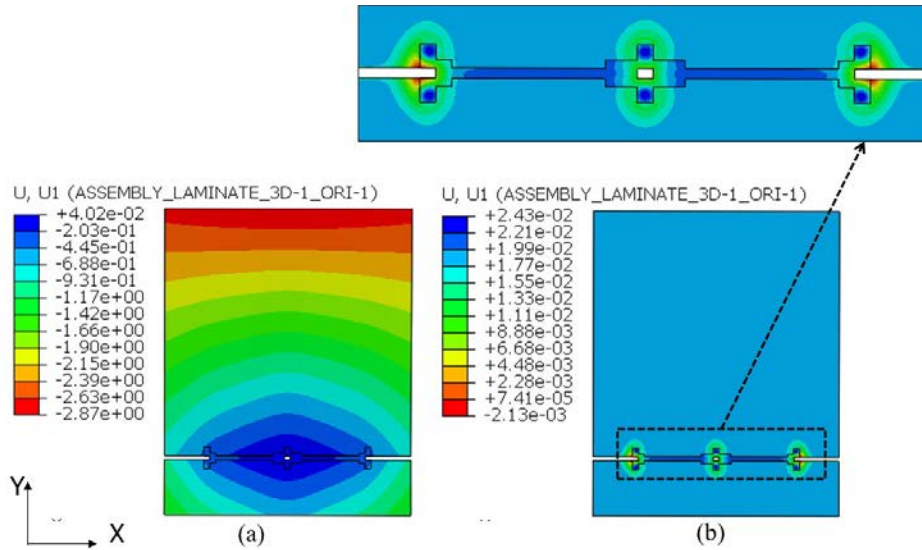 U, U1 (ASSEMBLY_LAMINATE_3D-1_ORI-1)
+4.02e-02
-2.03e-01
-4.45e-01
-6.88e-01
-9.31e-01
-1.17e+00
-1.42e+00
-1.66e+00
-1.90e+00
-2.15e+00
-2.39e+00
-2.63e+00
-2.87e+00
U, U1 (ASSEMBLY_LAMINATE_3D-1_ORI-1)
+2.43e-02
+2.21e-02
+1.99e-02
+1.77e-02
+1.55e-02
+1.33e-02
+1.11e-02
+8.88e-03
+6.68e-03
+4.48e-03
+2.28e-03
+7.41e-05
-2.13e-03
Y
X
(a)
(b)